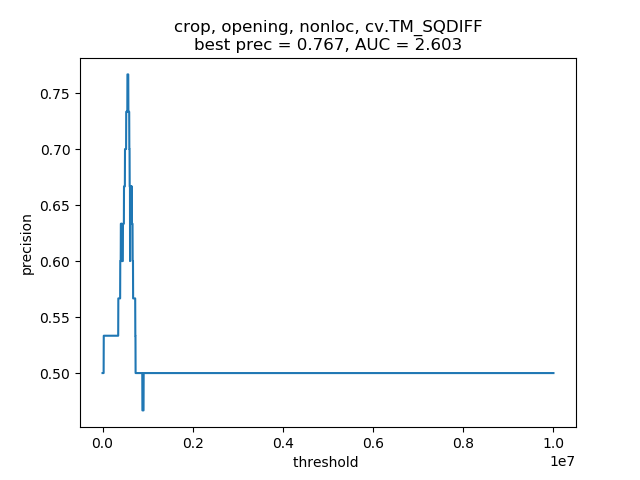 crop, opening, nonloc, cv.TM_SQDIFF
best prec = 0.767, AUC = 2.603
0.75
0.70
0.65
0.60
0.55
0.50
precision
0.0 0.2 0.4 0.6 0.8 1.0
1e7
threshold